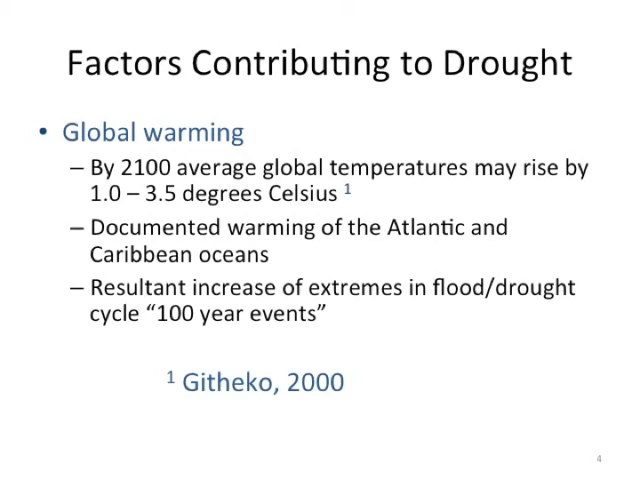 Factors Contributing to Drought
• Global warming
– By 2100 average global temperatures may rise by
1.0 – 3.5 degrees Celsius ¹
– Documented warming of the Atlantic and
Caribbean oceans
– Resultant increase of extremes in flood/drought
cycle “100 year events”
¹ Githeko, 2000
4